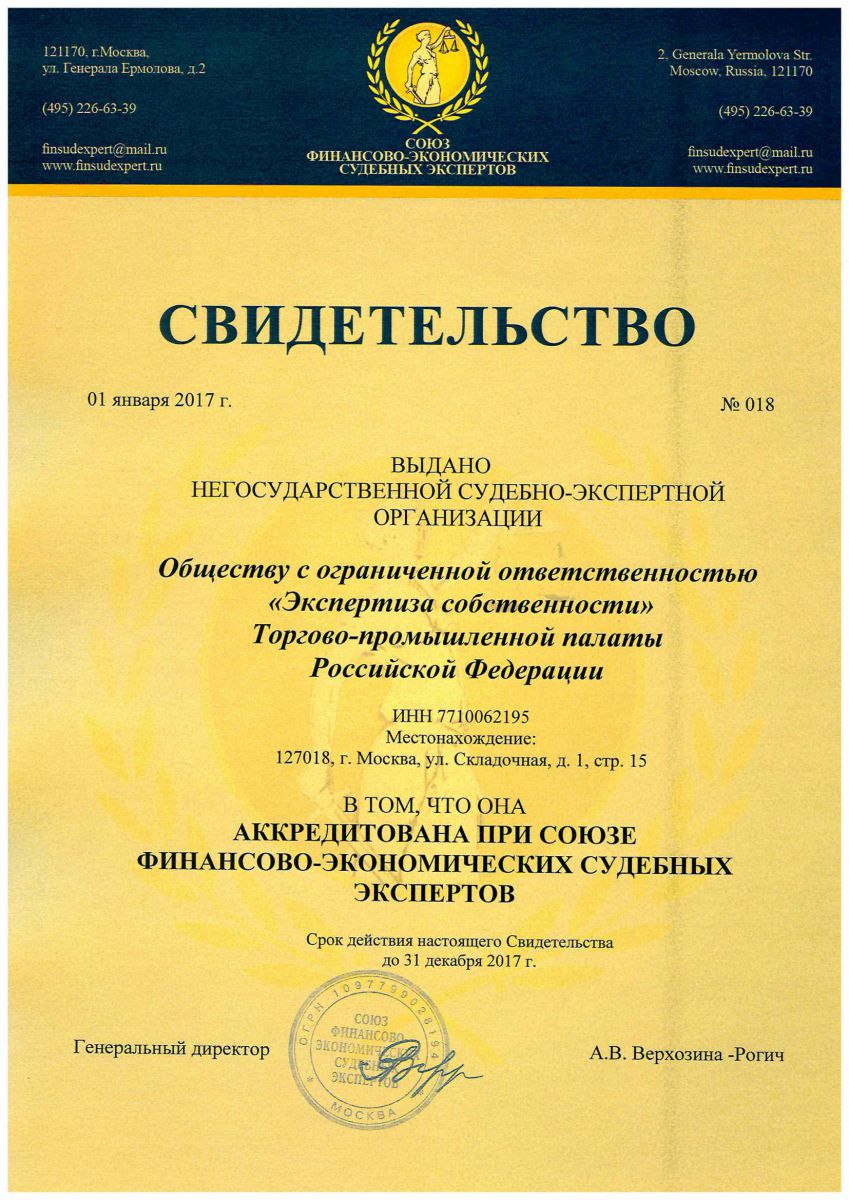 121170, г.Москва,
ул. Генерала Ермолова, д.2
(495) 226-63-39
finsudexpert@mail.ru
www.finsudexpert.ru
СОЮЗ
ФИНАНСОВО-ЭКОНОМИЧЕСКИХ
СУДЕБНЫХ ЭКСПЕРТОВ
2. Generala Yermolova Str.
Moscow, Russia, 121170
(495) 226-63-39
finsudexpert@mail.ru
www.finsudexpert.ru
СВИДЕТЕЛЬСТВО
01 января 2017 г.
№ 018
ВЫДАНО
НЕГОСУДАРСТВЕННОЙ СУДЕБНО-ЭКСПЕРТНОЙ
ОРГАНИЗАЦИИ
Обществу с ограниченной ответственностью
«Экспертиза собственности»
Торгово-промышленной палаты
Российской Федерации
ИНН 7710062195
Местонахождение:
127018, г. Москва, ул. Складочная, д. 1, стр. 15
В ТОМ, ЧТО ОНА
АККРЕДИТОВАНА ПРИ СОЮЗЕ
ФИНАНСОВО-ЭКОНОМИЧЕСКИХ СУДЕБНЫХ
ЭКСПЕРТОВ
Срок действия настоящего Свидетельства
до 31 декабря 2017 г.
Генеральный директор
ОГРН 1097799028194
СОЮЗ
ФИНАНСОВО
ЭКОНОМИЧЕСКИХ
СУДЕБНЫХ
ЭКСПЕРТОВ
* МОСКВА *
А.В. Верхозина -Рогич